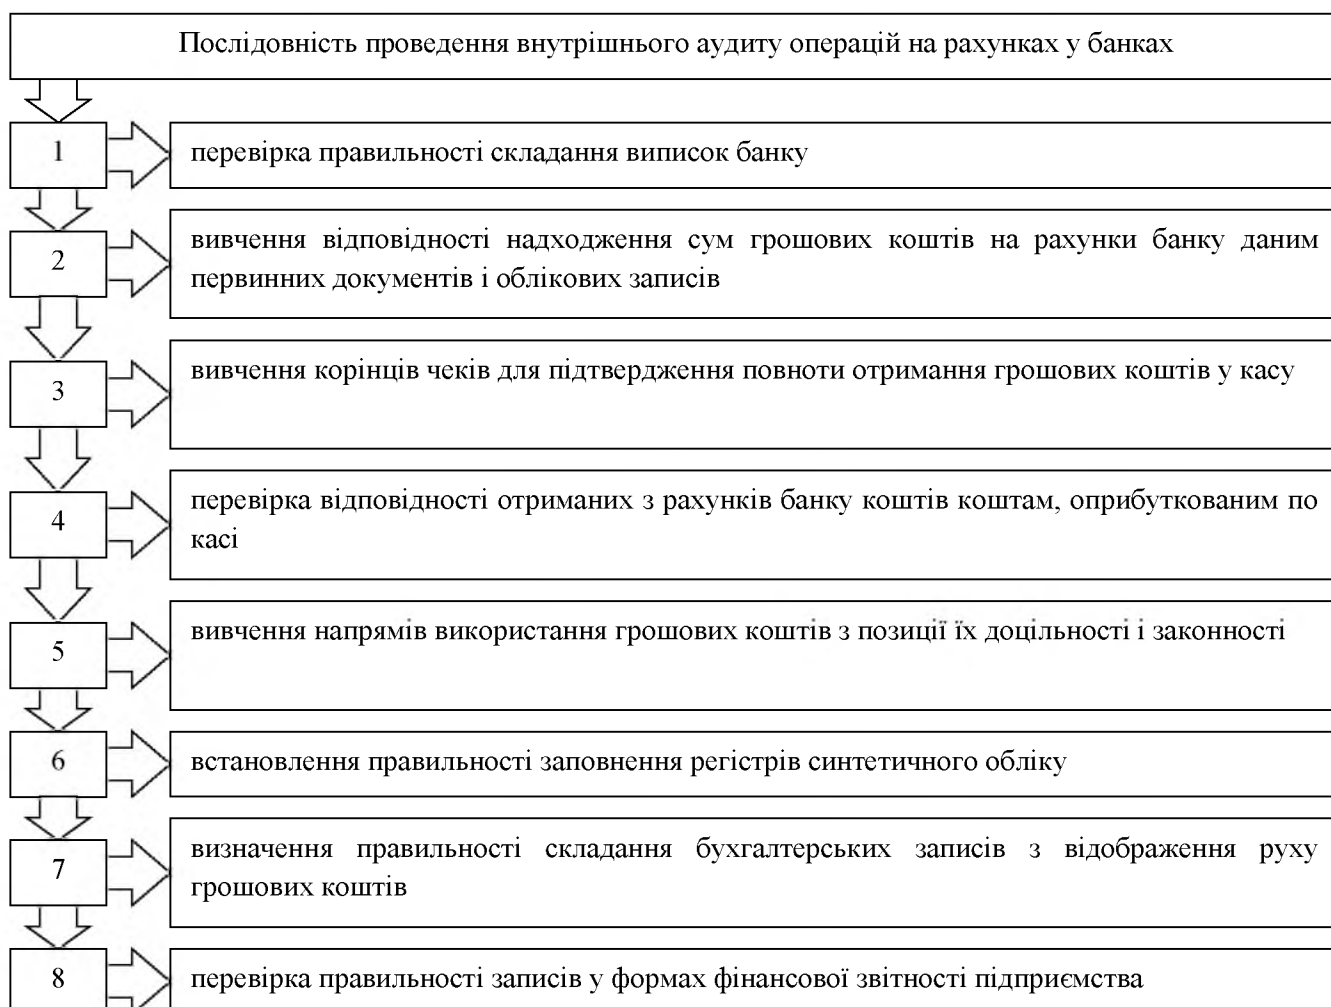 Послідовність проведення внутрішнього аудиту операцій на рахунках у банках
1
перевірка правильності складання виписок банку
2
вивчення відповідності надходження сум грошових коштів на рахунки банку даним
первинних документів і облікових записів
3
вивчення корінців чеків для підтвердження повноти отримання грошових коштів у касу
4
перевірка відповідності отриманих з рахунків банку коштів коштам, оприбуткованим по
касі
5
вивчення напрямів використання грошових коштів з позиції їх доцільності і законності
6
встановлення правильності заповнення регістрів синтетичного обліку
7
визначення правильності складання бухгалтерських записів з відображення руху
грошових коштів
8
перевірка правильності записів у формах фінансової звітності підприємства